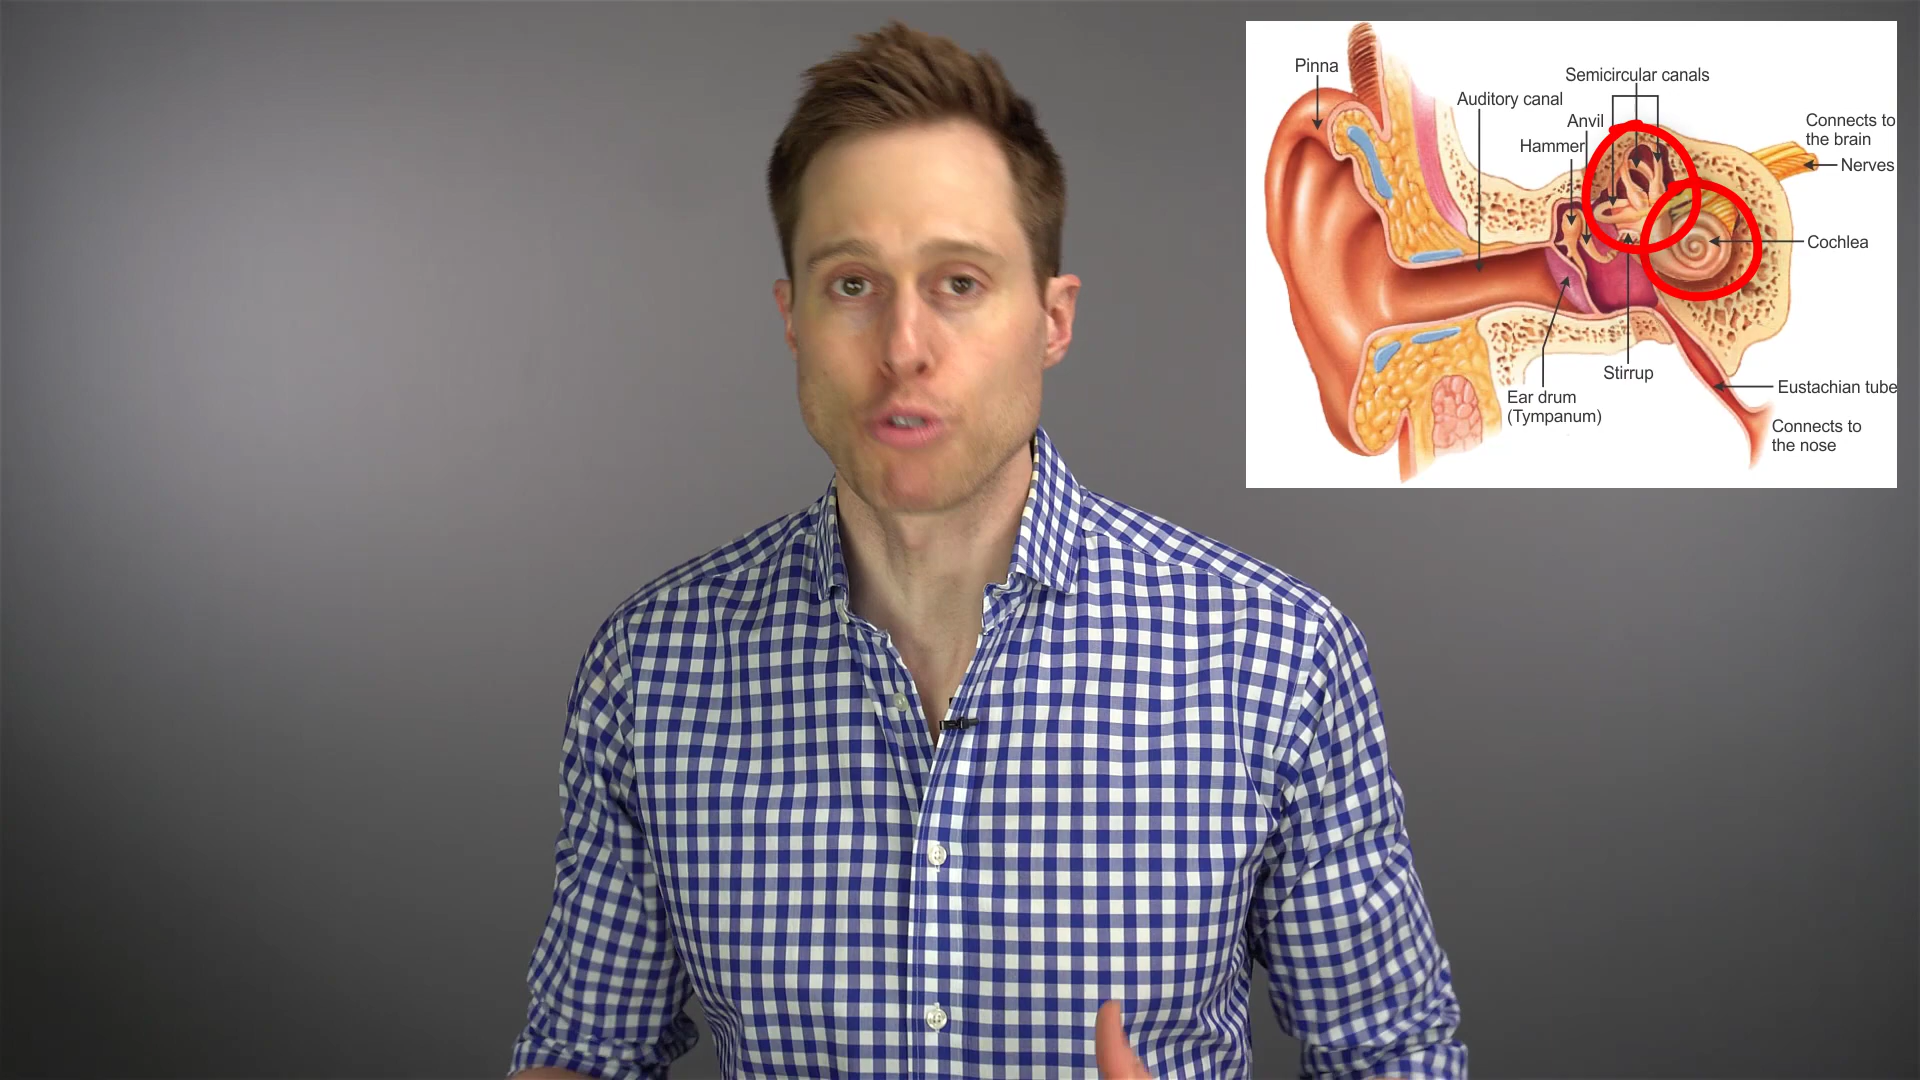 Pinna
Semicircular canals
Auditory canal
Anvil
Hammer
Connects to
the brain
Nerves
Cochlea
Stirrup
Ear drum
(Tympanum)
Eustachian tube
Connects to
the nose